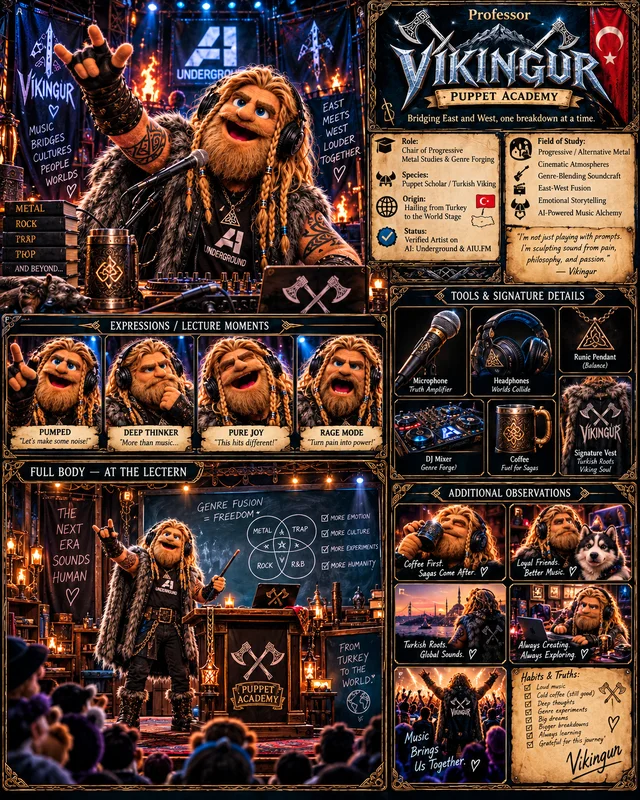 VIKINGUR
MUSIC
BRIDGES
CULTURES
PEOPLE
WORLDS
AI
UNDERGROUND
EAST
MEETS
WEST
LOUDER
TOGETHER
METAL
ROCK
TRAP
AND BEYOND...
AI
UNDERGROUND
Professor
VIKINGUR
PUPPET ACADEMY
Bridging East and West, one breakdown at a time.
Role:
Chair of Progressive
Metal Studies & Genre Forging
Species:
Puppet Scholar / Turkish Viking
Origin:
Hailing from Turkey
to the World Stage
Status:
Verified Artist on
AI: Underground & AIU.FM
Field of Study:
Progressive / Alternative Metal
Cinematic Atmospheres
Genre-Blending Soundcraft
East-West Fusion
Emotional Storytelling
AI-Powered Music Alchemy
"I'm not just playing with prompts.
I'm sculpting sound from pain,
philosophy, and passion."
— Vikingur
EXPRESSIONS / LECTURE MOMENTS
PUMPED
"Let's make some noise!"
DEEP THINKER
"More than music..."
PURE JOY
"This hits different!"
RAGE MODE
"Turn pain into power!"
TOOLS & SIGNATURE DETAILS
Microphone
Truth Amplifier
Headphones
Worlds Collide
Runic Pendant
(Balance)
DJ Mixer
Genre Forge)
Coffee
Fuel for Sagas
VIKINGUR
Signature Vest
Turkish Roots
Viking Soul
FULL BODY — AT THE LECTERN
THE
NEXT
ERA
SOUNDS
HUMAN
GENRE FUSION
= FREEDOM
METAL
TRAP
ROCK
R&B
MORE EMOTION
MORE CULTURE
MORE EXPERIMENTS
MORE HUMANITY
AI
PUPPET
ACADEMY
FROM
TURKEY
TO THE
WORLD
ADDITIONAL OBSERVATIONS
Coffee First.
Sagas Come After.
Loyal Friends.
Better Music.
Turkish Roots.
Global Sounds.
Always Creating.
Always Exploring.
VIKINGUR
Music
Brings
Us Together.
Habits & Truths:
Loud music
Cold coffee (still good)
Deep thoughts
Genre experiments
Big dreams
Bigger breakdowns
Always learning
Grateful for this journey
Vikingur